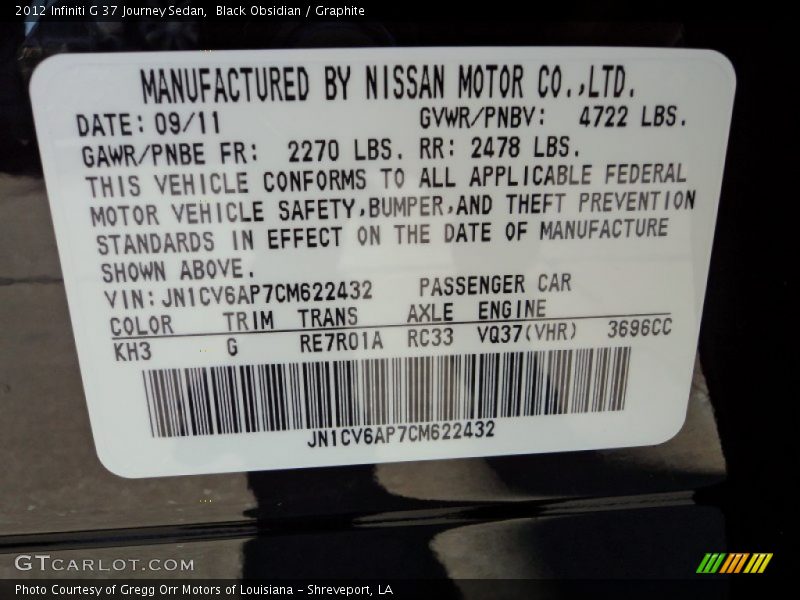 2012 Infiniti G 37 Journey Sedan,  Black Obsidian / Graphite
MANUFACTURED BY NISSAN MOTOR CO.,LTD.
DATE: 09/11 GVWR/PNBV: 4722 LBS.
GAWR/PNBE FR: 2270 LBS. RR: 2478 LBS.
THIS VEHICLE CONFORMS TO ALL APPLICABLE FEDERAL
MOTOR VEHICLE SAFETY,BUMPER,AND THEFT PREVENTION
STANDARDS IN EFFECT ON THE DATE OF MANUFACTURE
SHOWN ABOVE.
VIN: JN1CV6AP7CM622432 PASSENGER CAR
COLOR TRIM TRANS AXLE ENGINE
KH3 G RE7R01A RC33 VQ37(VHR) 3696CC
JN1CV6AP7CM622432
GTCARLOT.COM
Photo Courtesy of Gregg Orr Motors of Louisiana – Shreveport, LA